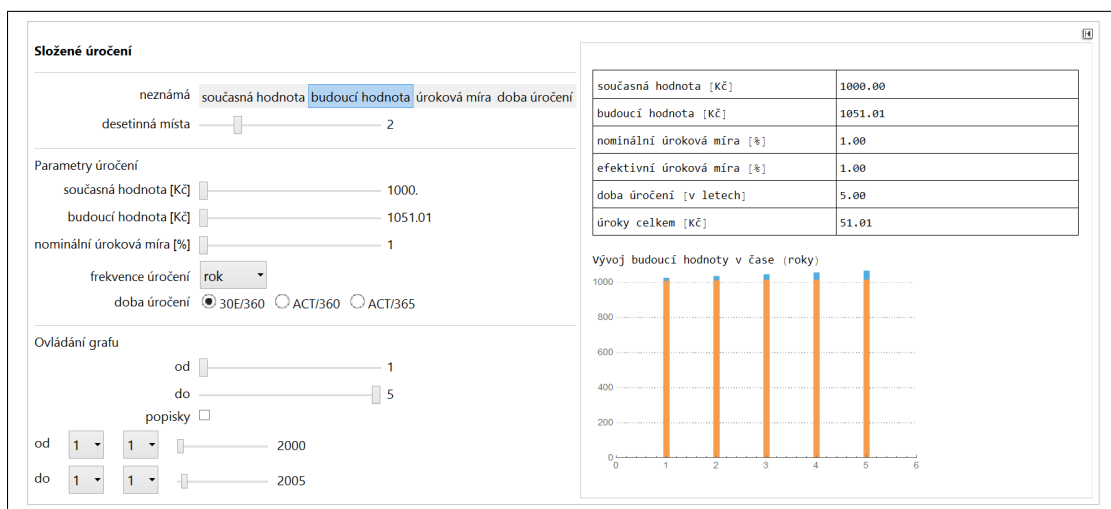 Složené úročení
neznámá současná hodnota budoucí hodnota úroková míra doba úročení
desetinná místa 2
Parametry úročení
současná hodnota [Kč] 1000.
budoucí hodnota [Kč] 1051.01
nominální úroková míra [%] 1
frekvence úročení rok
doba úročení 30E/360 ACT/360 ACT/365
Ovládání grafu
od 1
do 5
popisky
od 1 1 2000
do 1 1 2005
současná hodnota [Kč] 1000.00
budoucí hodnota [Kč] 1051.01
nominální úroková míra [%] 1.00
efektivní úroková míra [%] 1.00
doba úročení [v letech] 5.00
úroky celkem [Kč] 51.01
Vývoj budoucí hodnoty v čase (roky)
1000
800
600
400
200
0
0 1 2 3 4 5 6